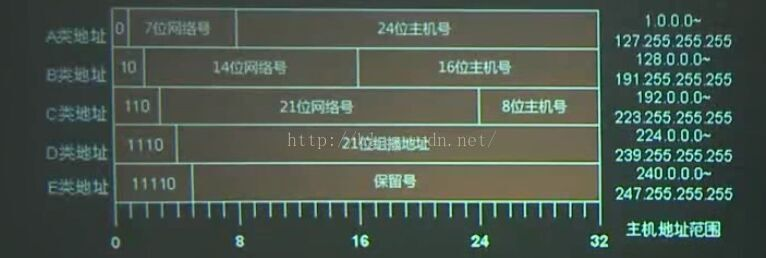 A类地址 0 7位网络号 24位主机号 1.0.0.0~
127.255.255.255
B类地址 10 14位网络号 16位主机号 128.0.0.0~
191.255.255.255
C类地址 110 21位网络号 8位主机号 192.0.0.0~
223.255.255.255
D类地址 1110 21位组播地址 224.0.0.0~
239.255.255.255
E类地址 11110 保留号 240.0.0.0~
247.255.255.255
0 8 16 24 32 主机地址范围